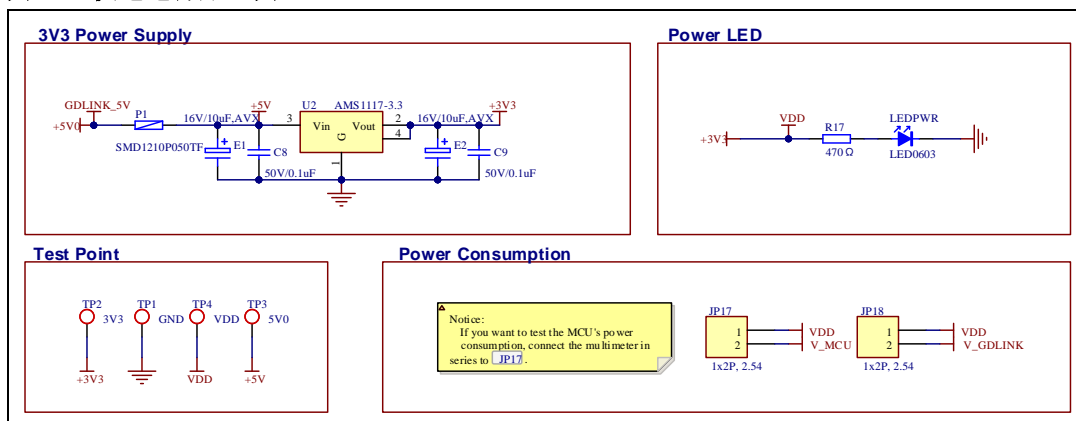 3V3 Power Supply
GDLINK_5V
+5V0
P1
SMD1210P050TF
16V/10uF,AVX
E1
+5V
C8
50V/0.1uF
U2
AMS1117-3.3
3
Vin
Vout
G
2
4
1
16V/10uF,AVX
E2
+3V3
C9
50V/0.1uF
Power LED
+3V3
VDD
R17
470Ω
LEDPWR
LED0603
Test Point
TP2
3V3
+3V3
TP1
GND
TP4
VDD
VDD
TP3
5V0
+5V
Power Consumption
Notice:
If you want to test the MCU's power
consumption, connect the multimeter in
series to JP17 .
JP17
1
2
VDD
V_MCU
1x2P, 2.54
JP18
1
2
VDD
V_GDLINK
1x2P, 2.54